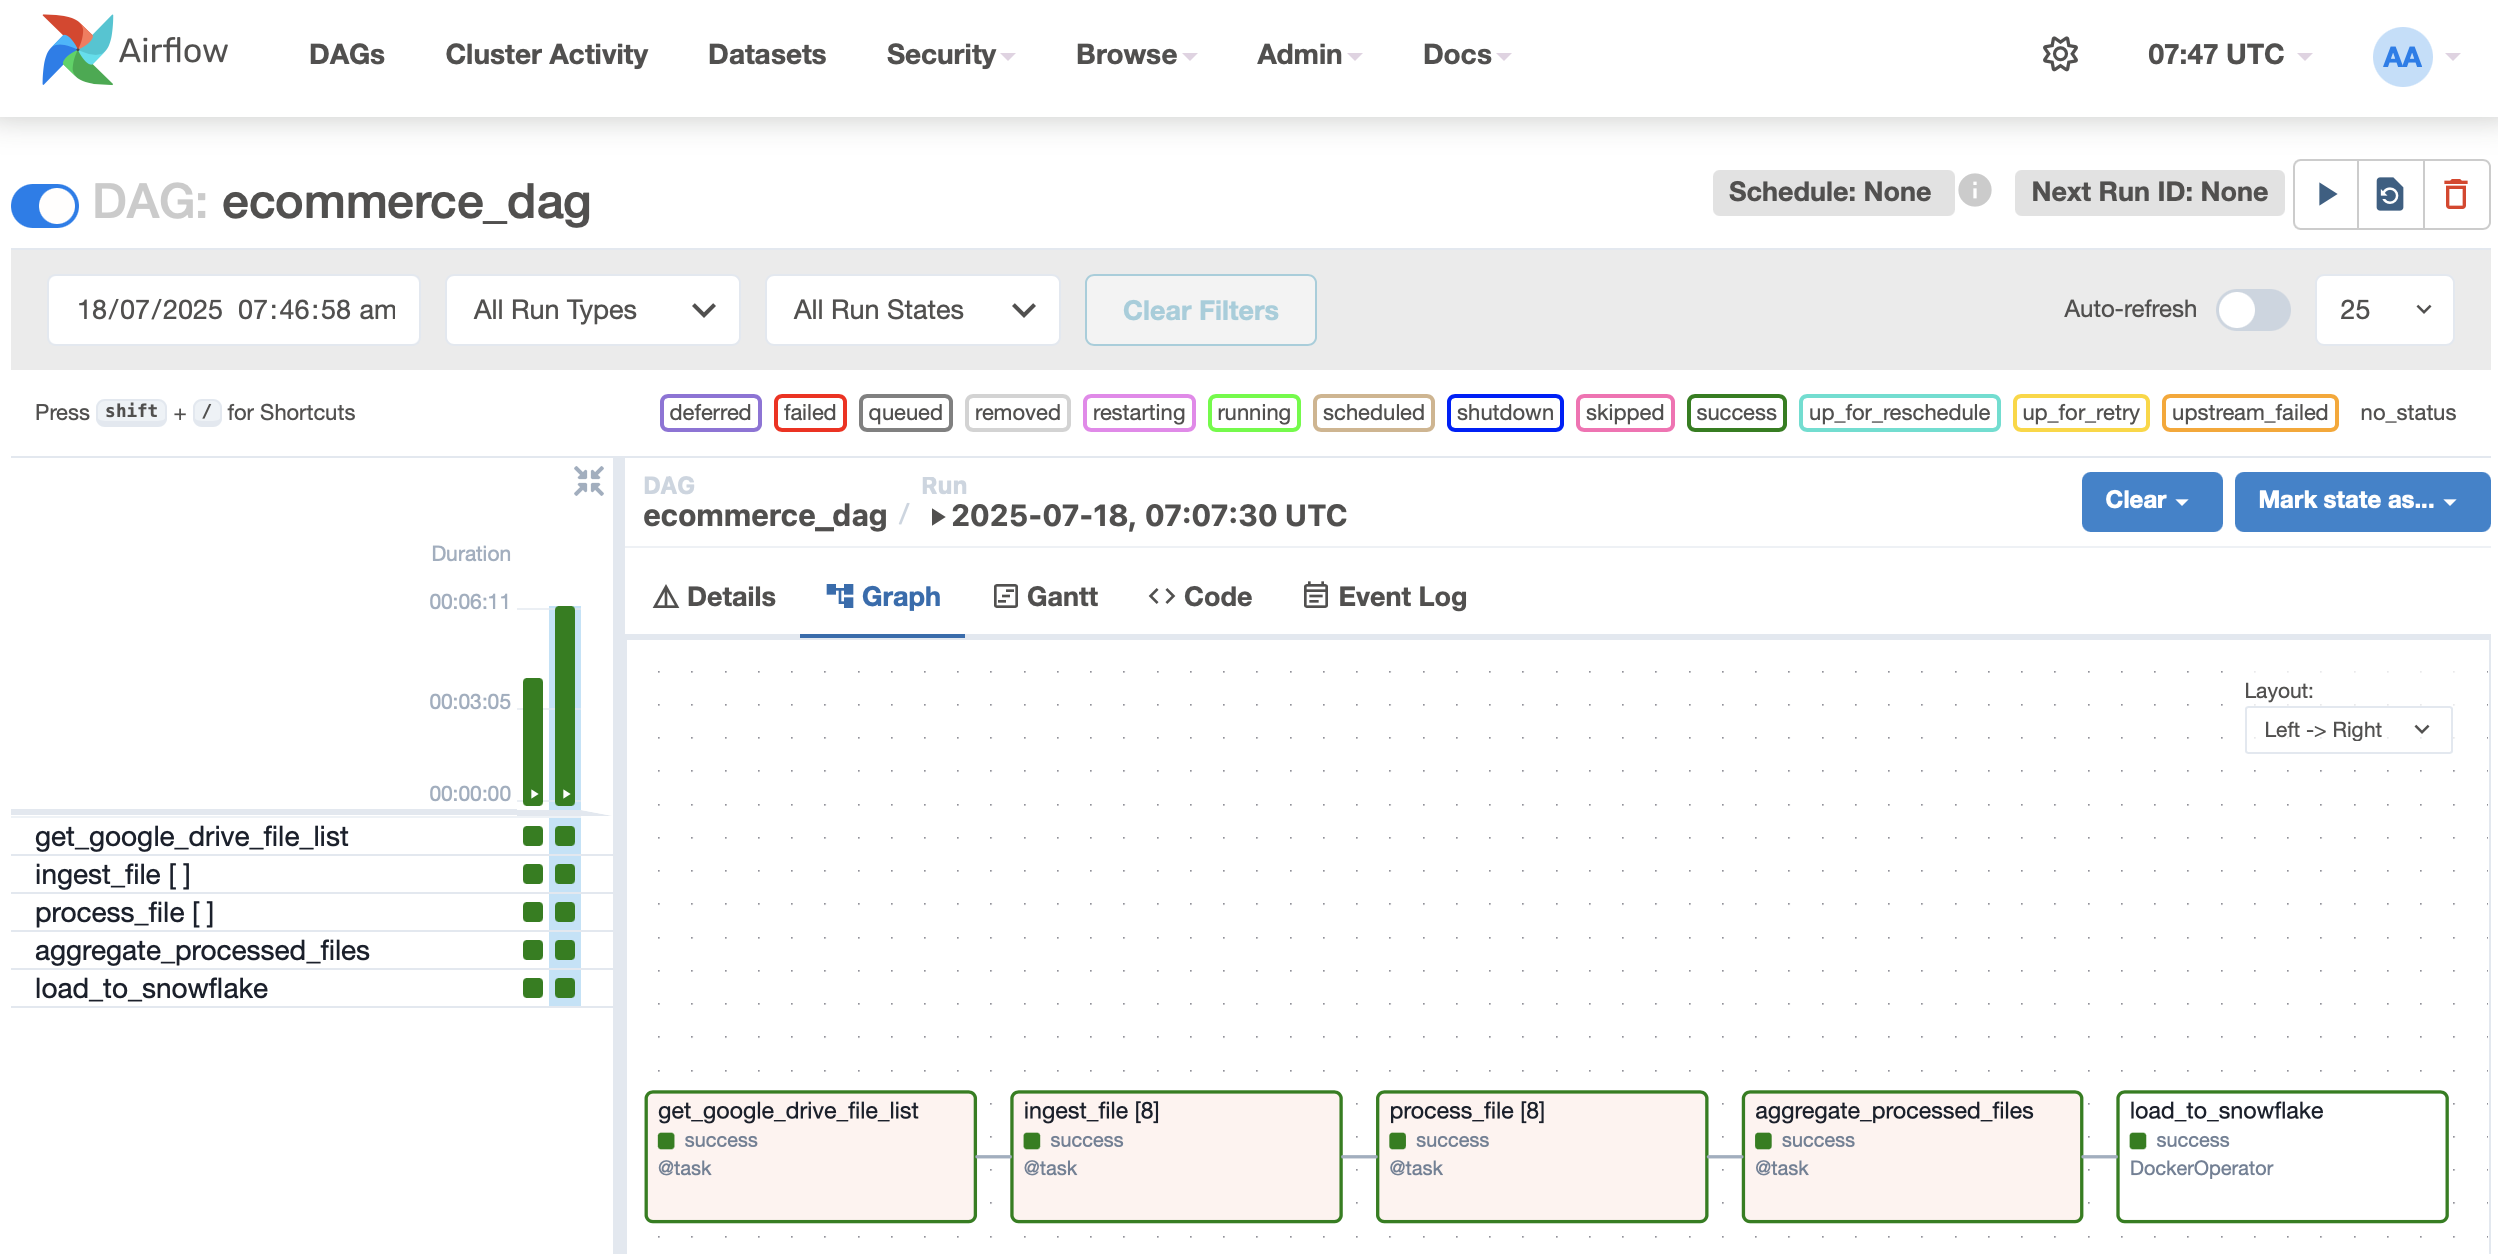 Airflow
DAGs Cluster Activity Datasets Security Browse Admin Docs 07:47 UTC AA
DAG: ecommerce_dag
Schedule: None i Next Run ID: None
18/07/2025 07:46:58 am All Run Types All Run States Clear Filters Auto-refresh 25
Press shift + / for Shortcuts
deferred failed queued removed restarting running scheduled shutdown skipped success up_for_reschedule up_for_retry upstream_failed no_status
Duration
00:06:11
00:03:05
00:00:00
get_google_drive_file_list
ingest_file [ ]
process_file [ ]
aggregate_processed_files
load_to_snowflake
DAG Run
ecommerce_dag / 2025-07-18, 07:07:30 UTC
Clear Mark state as...
Details Graph Gantt Code Event Log
Layout:
Left -> Right
get_google_drive_file_list
success
@task
ingest_file [8]
success
@task
process_file [8]
success
@task
aggregate_processed_files
success
@task
load_to_snowflake
success
DockerOperator